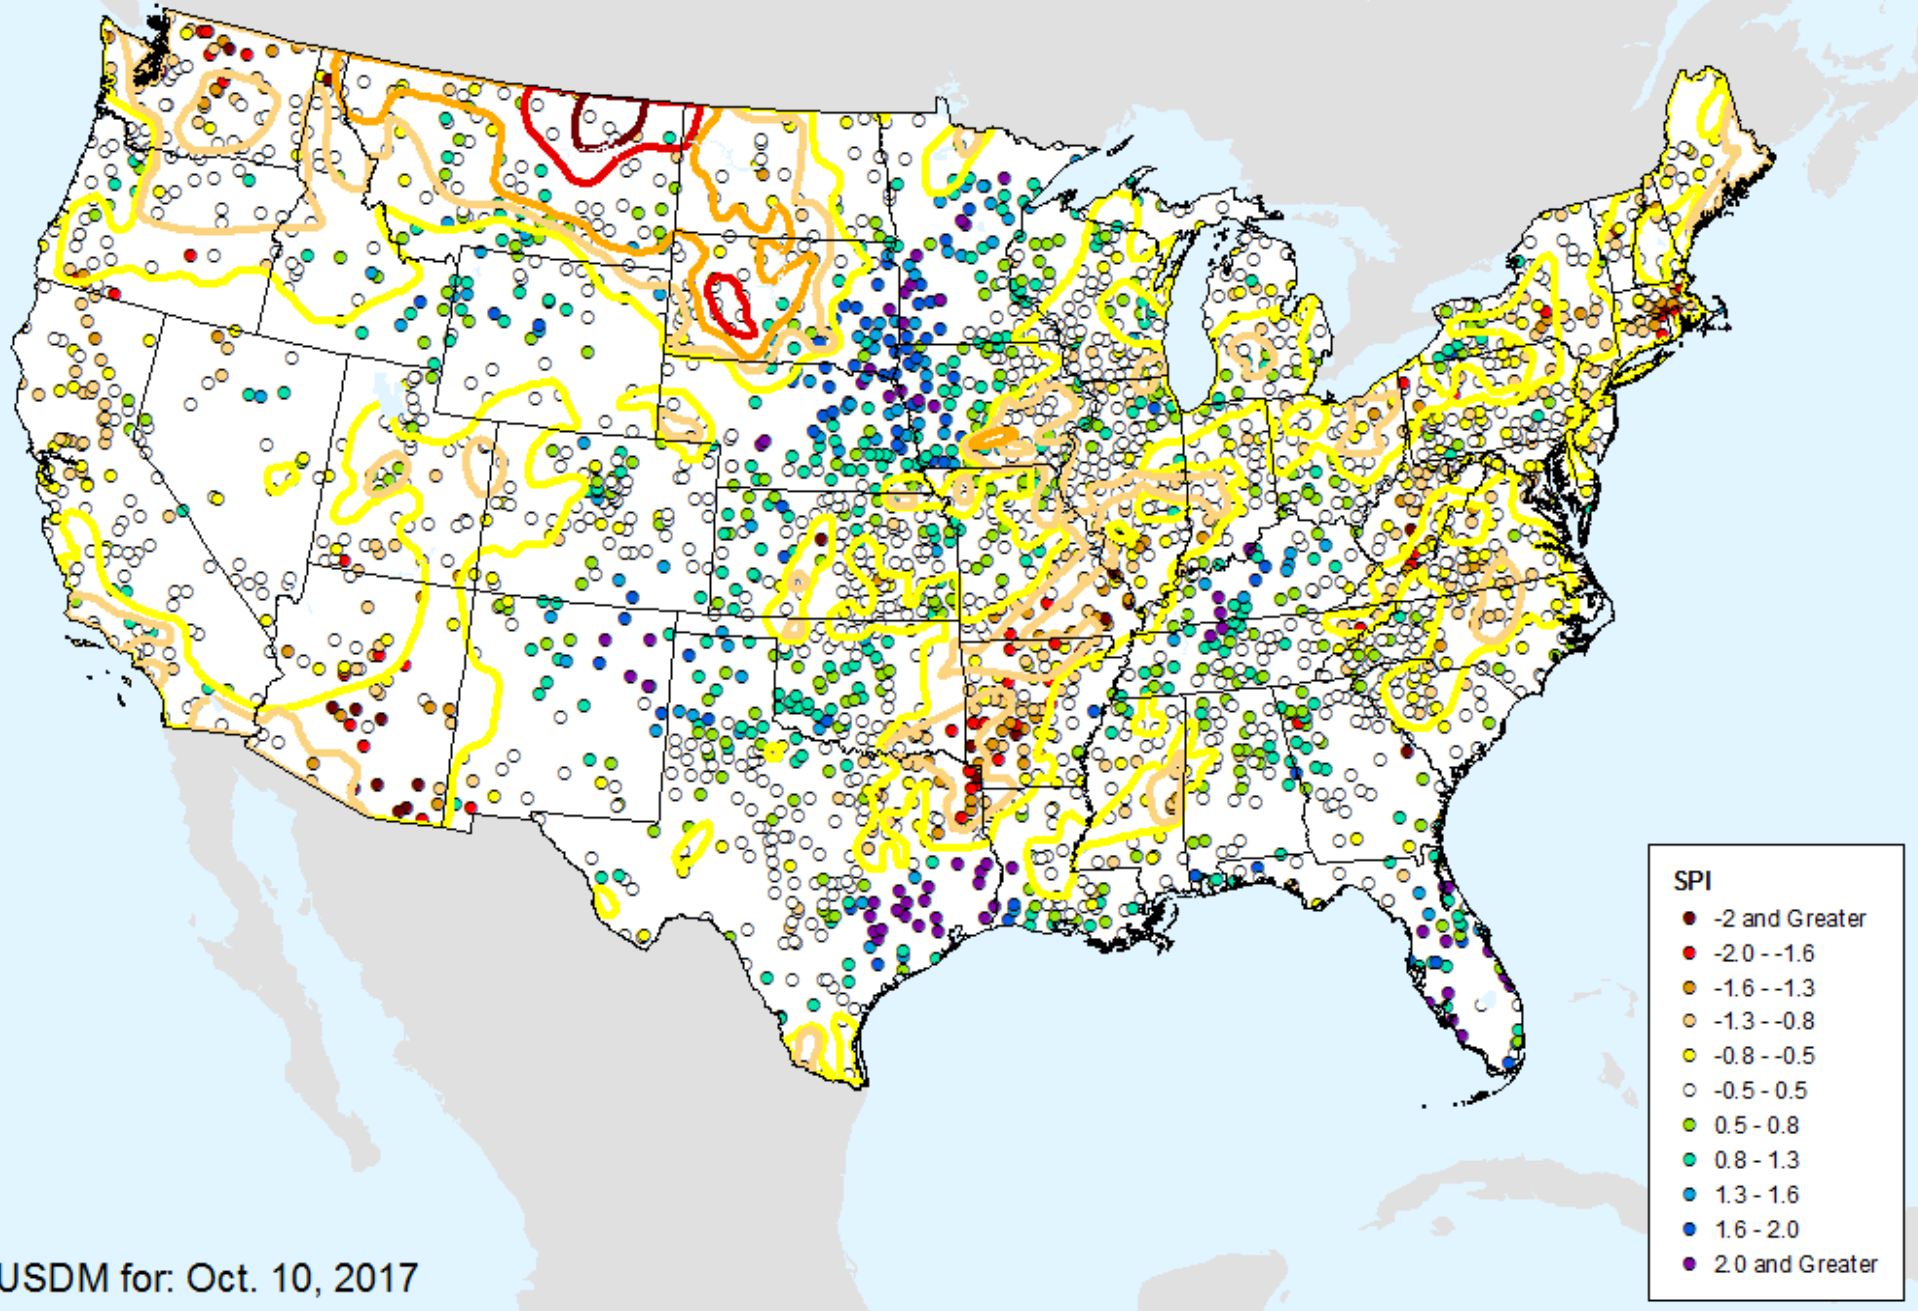 SPI
-2 and Greater
-2.0 - -1.6
-1.6 - -1.3
-1.3 - -0.8
-0.8 - -0.5
-0.5 - 0.5
0.5 - 0.8
0.8 - 1.3
1.3 - 1.6
1.6 - 2.0
2.0 and Greater
USDM for: Oct. 10, 2017